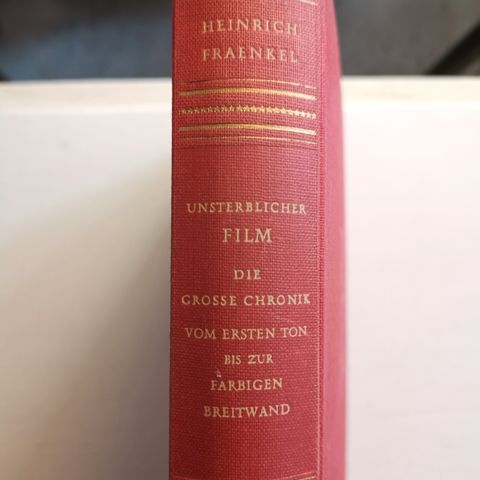 HEINRICH
FRAENKEL
UNSTERBLICHER
FILM
DIE
GROSSE CHRONIK
VOM ERSTEN TON
BIS ZUR
FARBIGEN
BREITWAND